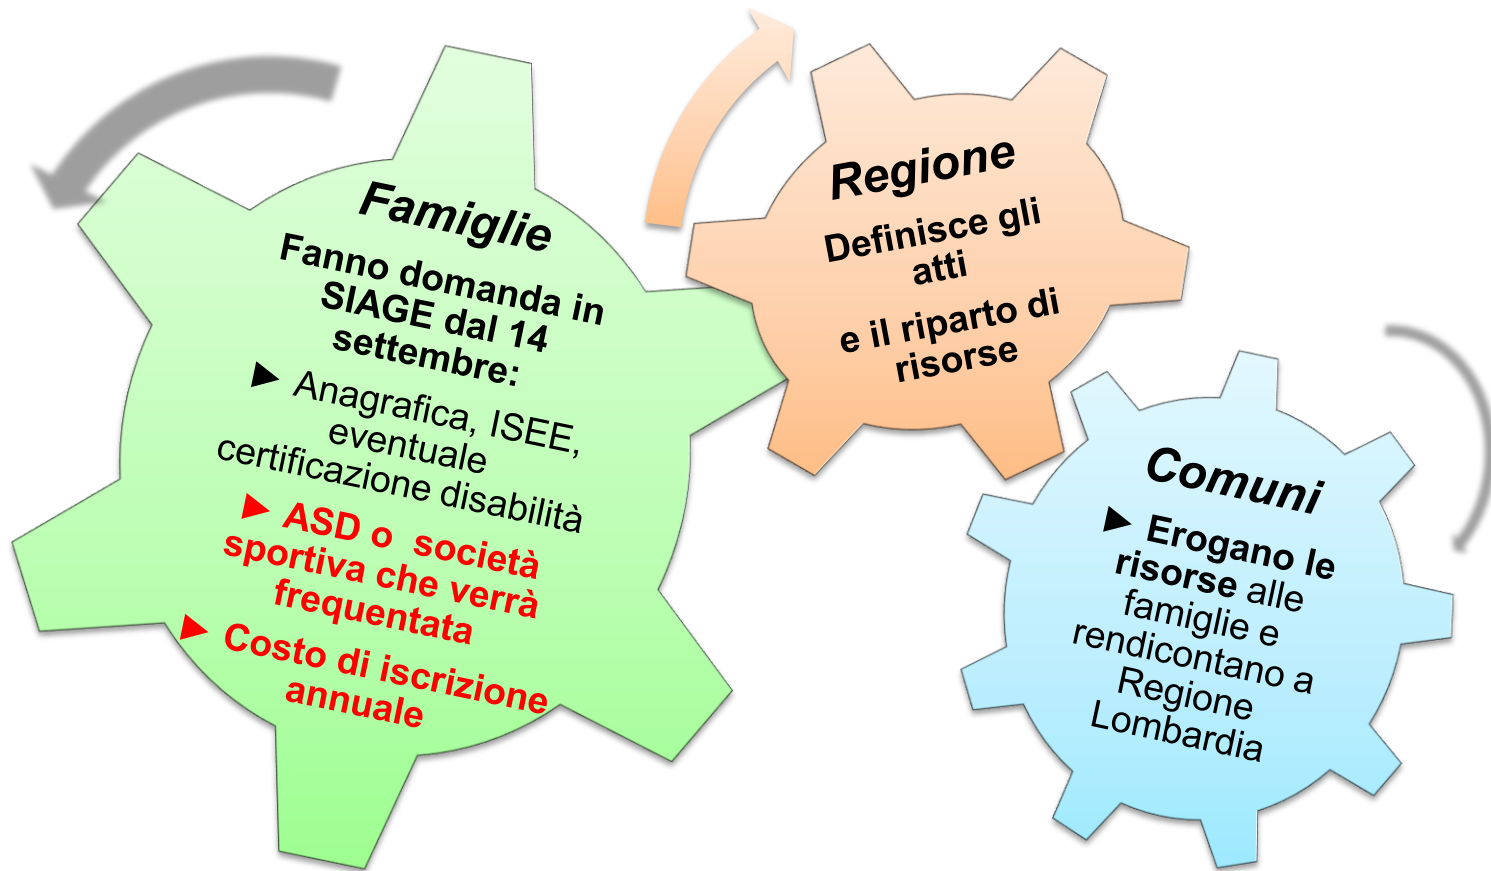 Famiglie
Fanno domanda in
SIAGE dal 14
settembre:
► Anagrafica, ISEE,
eventuale
certificazione disabilità
► ASD o società
sportiva che verrà
frequentata
► Costo di iscrizione
annuale
Regione
Definisce gli
atti
e il riparto di
risorse
Comuni
► Erogano le
risorse alle
famiglie e
rendicontano a
Regione
Lombardia